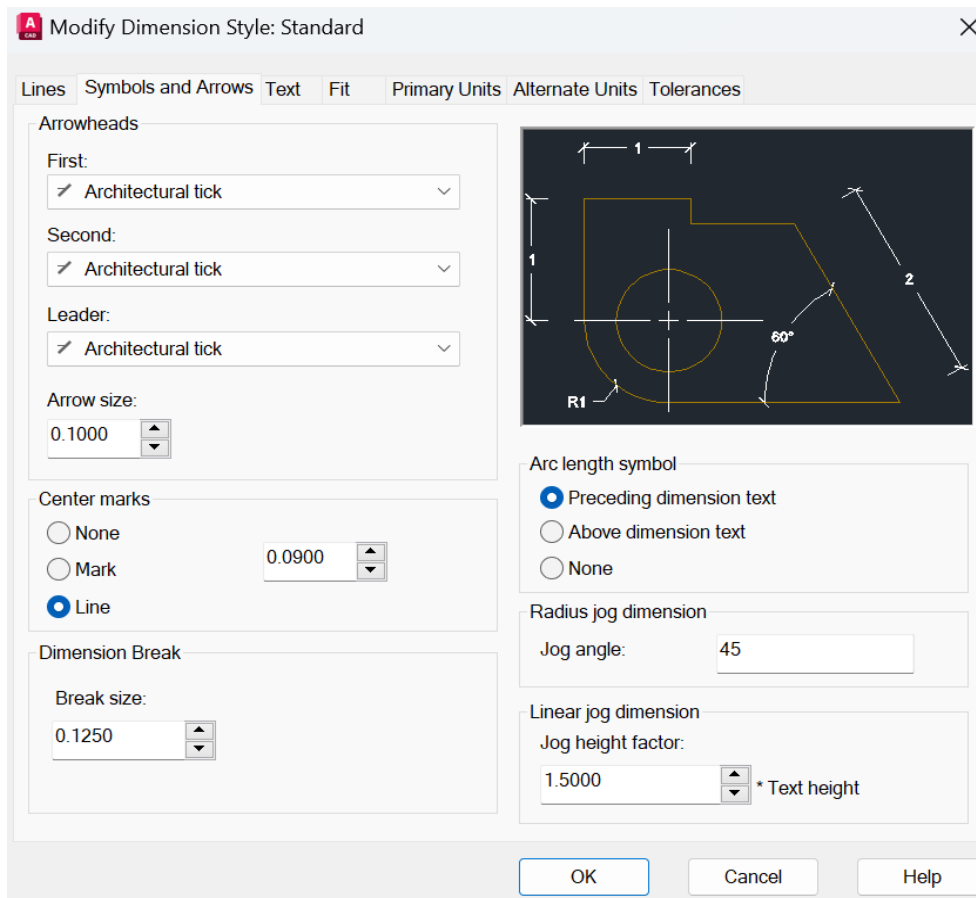 A
CAD
Modify Dimension Style: Standard
Lines
Symbols and Arrows
Text
Fit
Primary Units
Alternate Units
Tolerances
Arrowheads
First:
Architectural tick
Second:
Architectural tick
Leader:
Architectural tick
Arrow size:
0.1000
Center marks
None
Mark
Line
0.0900
Dimension Break
Break size:
0.1250
1
1
2
60°
R1
Arc length symbol
Preceding dimension text
Above dimension text
None
Radius jog dimension
Jog angle:
45
Linear jog dimension
Jog height factor:
1.5000
* Text height
OK
Cancel
Help